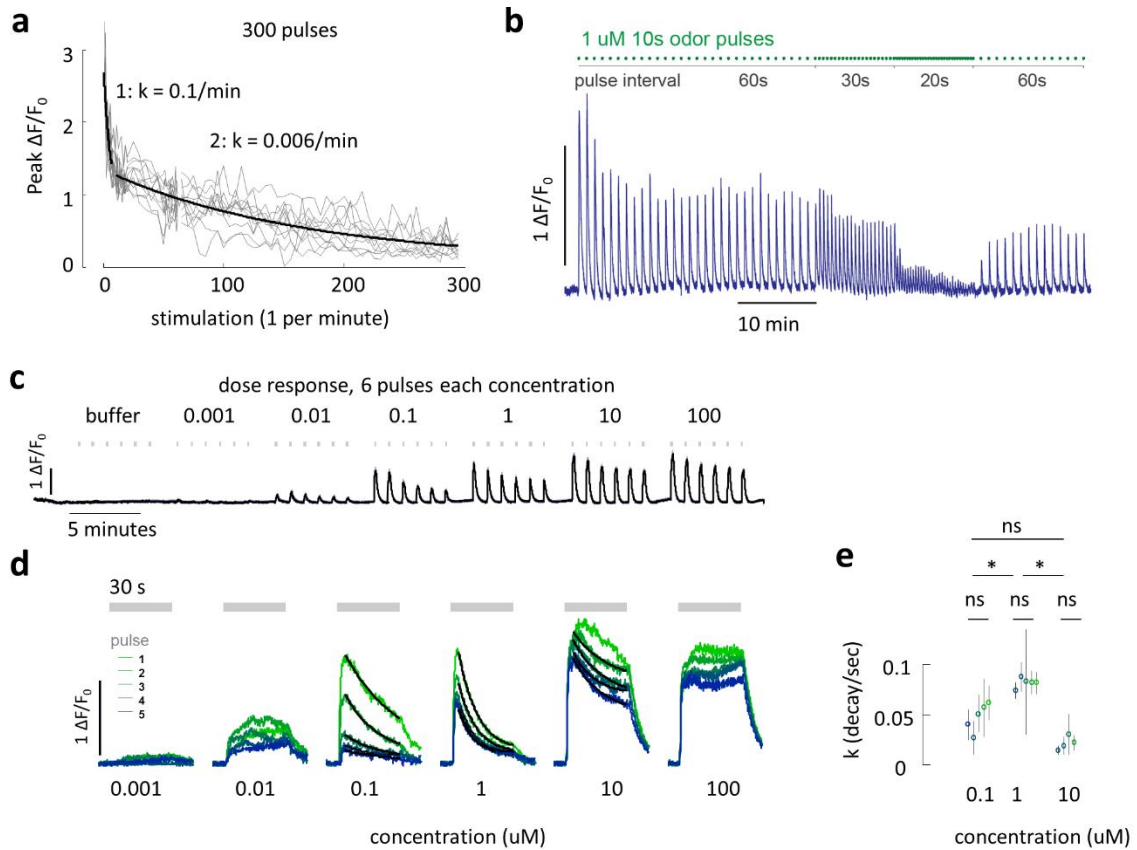 a
300 pulses
3
2
1
0
Peak ΔF/F0
1: k = 0.1/min
2: k = 0.006/min
0
100
200
300
stimulation (1 per minute)
b
1 uM 10s odor pulses
pulse interval
60s
30s
20s
60s
1 ΔF/F0
10 min
c
dose response, 6 pulses each concentration
buffer
0.001
0.01
0.1
1
10
100
1 ΔF/F0
5 minutes
d
30 s
pulse
1
2
3
4
5
1 ΔF/F0
0.001
0.01
0.1
1
10
100
concentration (uM)
e
ns
*
*
ns
ns
ns
0.1
0.05
0
k (decay/sec)
0.1
1
10
concentration (uM)